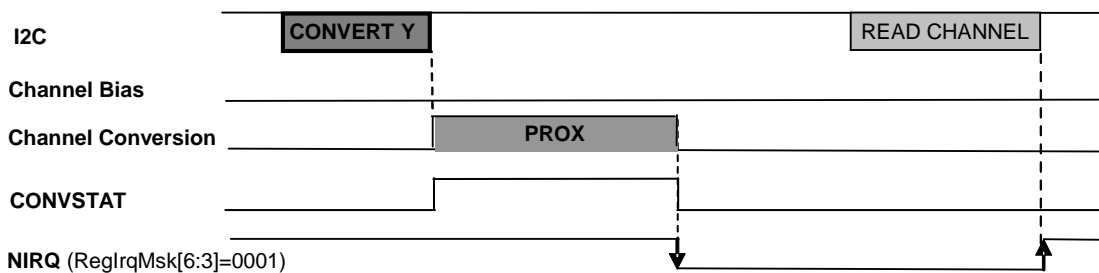 I2C
CONVERT Y
READ CHANNEL
Channel Bias
Channel Conversion
PROX
CONVSTAT
NIRQ (RegIrqMsk[6:3]=0001)